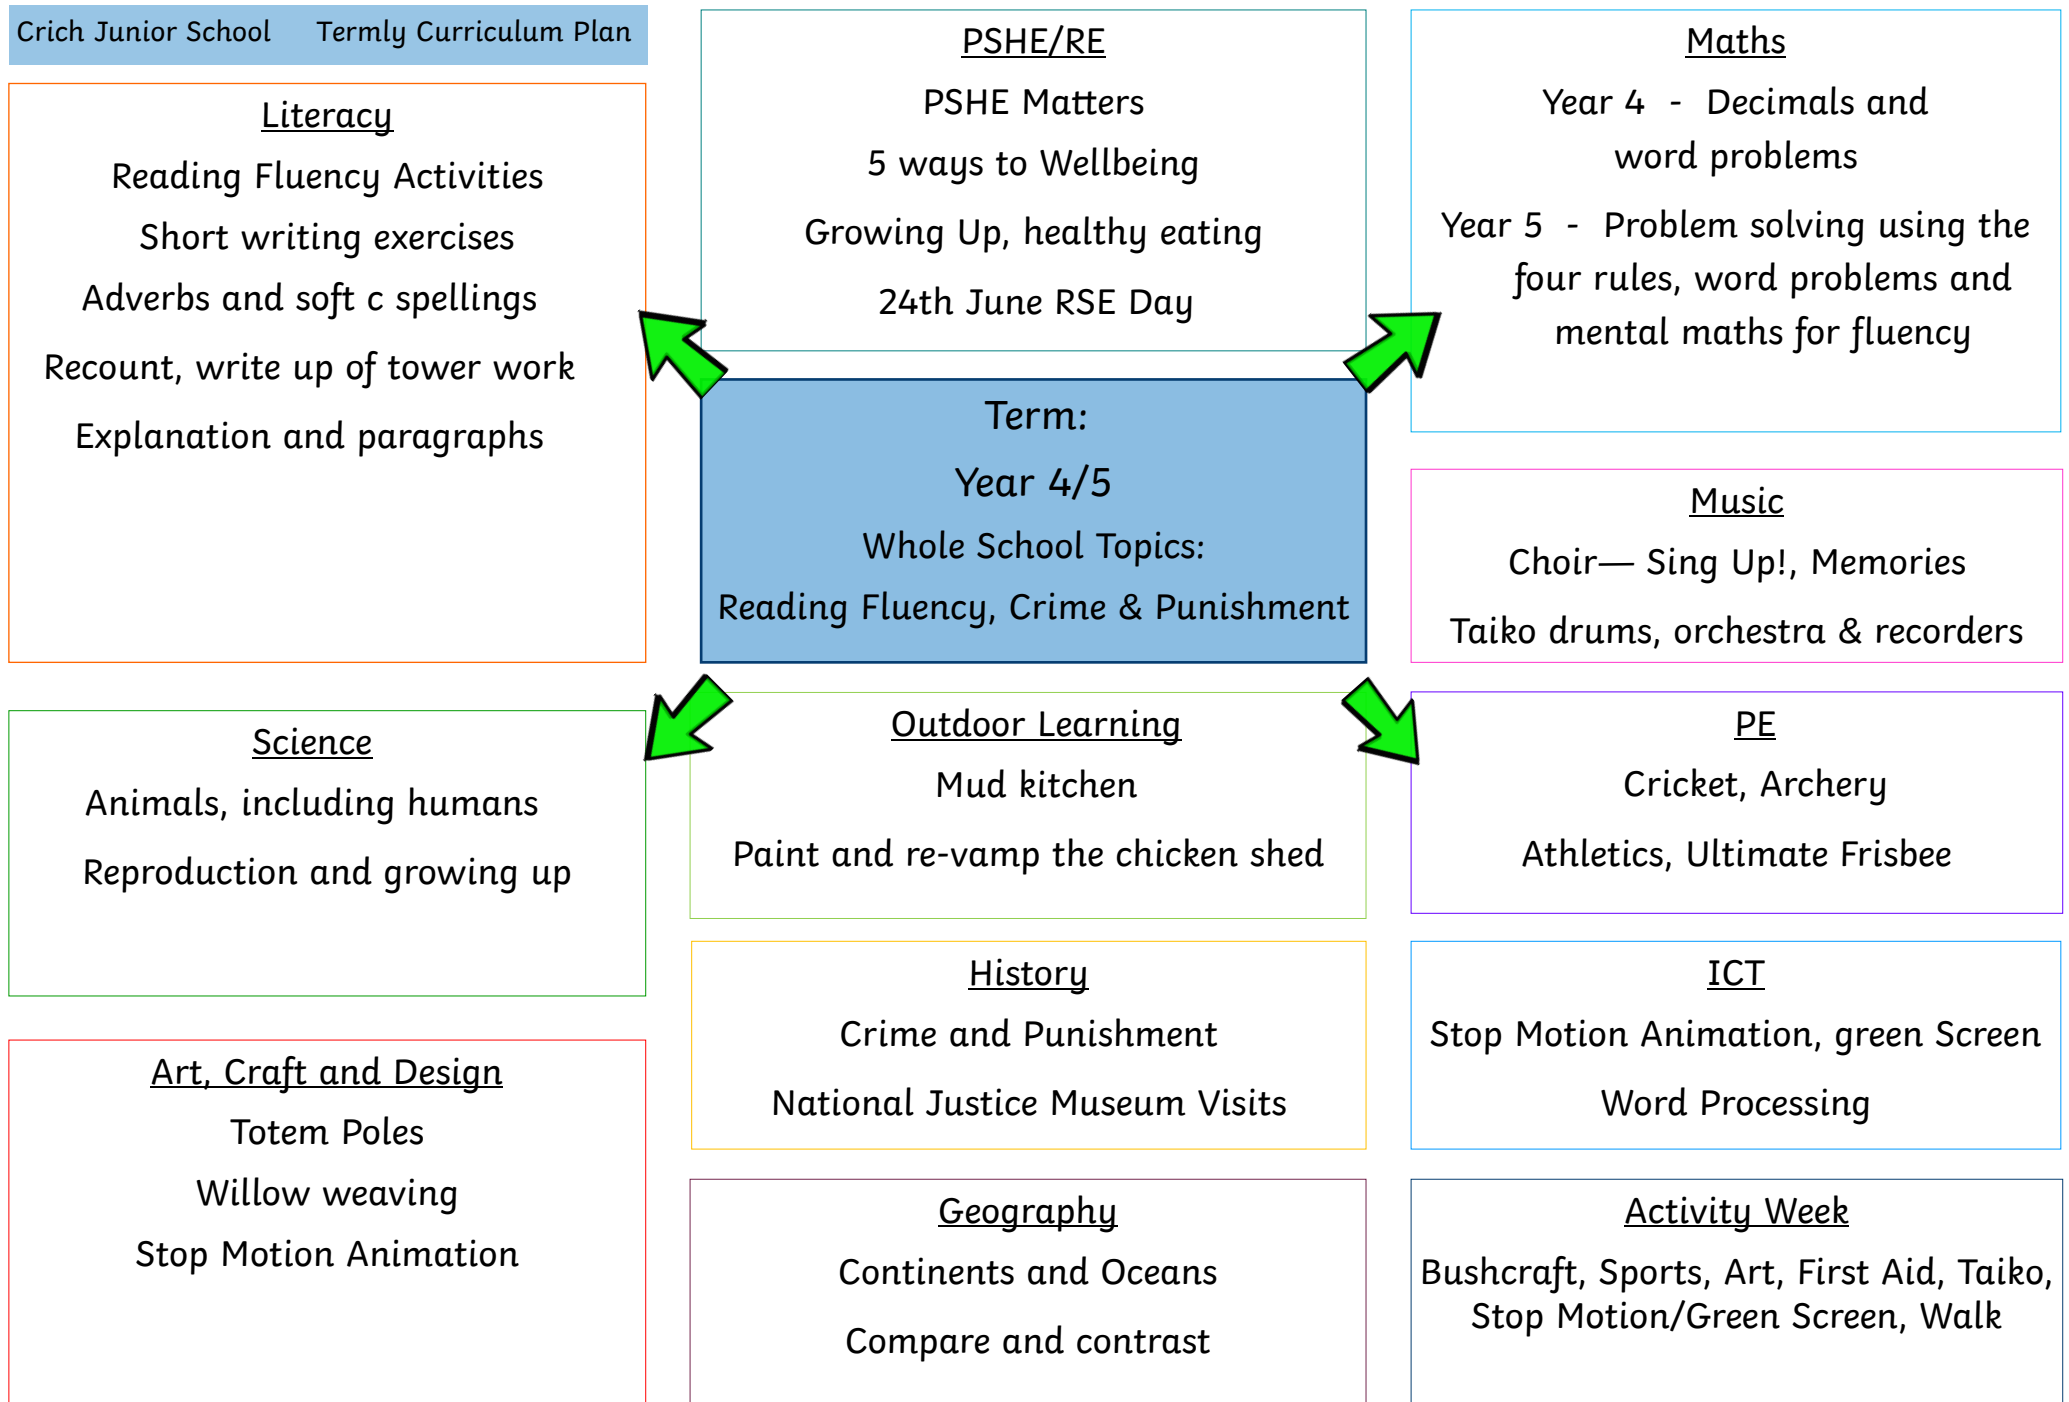 Crich Junior School Termly Curriculum Plan
Literacy
Reading Fluency Activities
Short writing exercises
Adverbs and soft c spellings
Recount, write up of tower work
Explanation and paragraphs
PSHE/RE
PSHE Matters
5 ways to Wellbeing
Growing Up, healthy eating
24th June RSE Day
Maths
Year 4 - Decimals and
word problems
Year 5 - Problem solving using the
four rules, word problems and
mental maths for fluency
Term:
Year 4/5
Whole School Topics:
Reading Fluency, Crime & Punishment
Music
Choir— Sing Up!, Memories
Taiko drums, orchestra & recorders
Science
Animals, including humans
Reproduction and growing up
Outdoor Learning
Mud kitchen
Paint and re-vamp the chicken shed
PE
Cricket, Archery
Athletics, Ultimate Frisbee
History
Crime and Punishment
National Justice Museum Visits
ICT
Stop Motion Animation, green Screen
Word Processing
Art, Craft and Design
Totem Poles
Willow weaving
Stop Motion Animation
Geography
Continents and Oceans
Compare and contrast
Activity Week
Bushcraft, Sports, Art, First Aid, Taiko,
Stop Motion/Green Screen, Walk